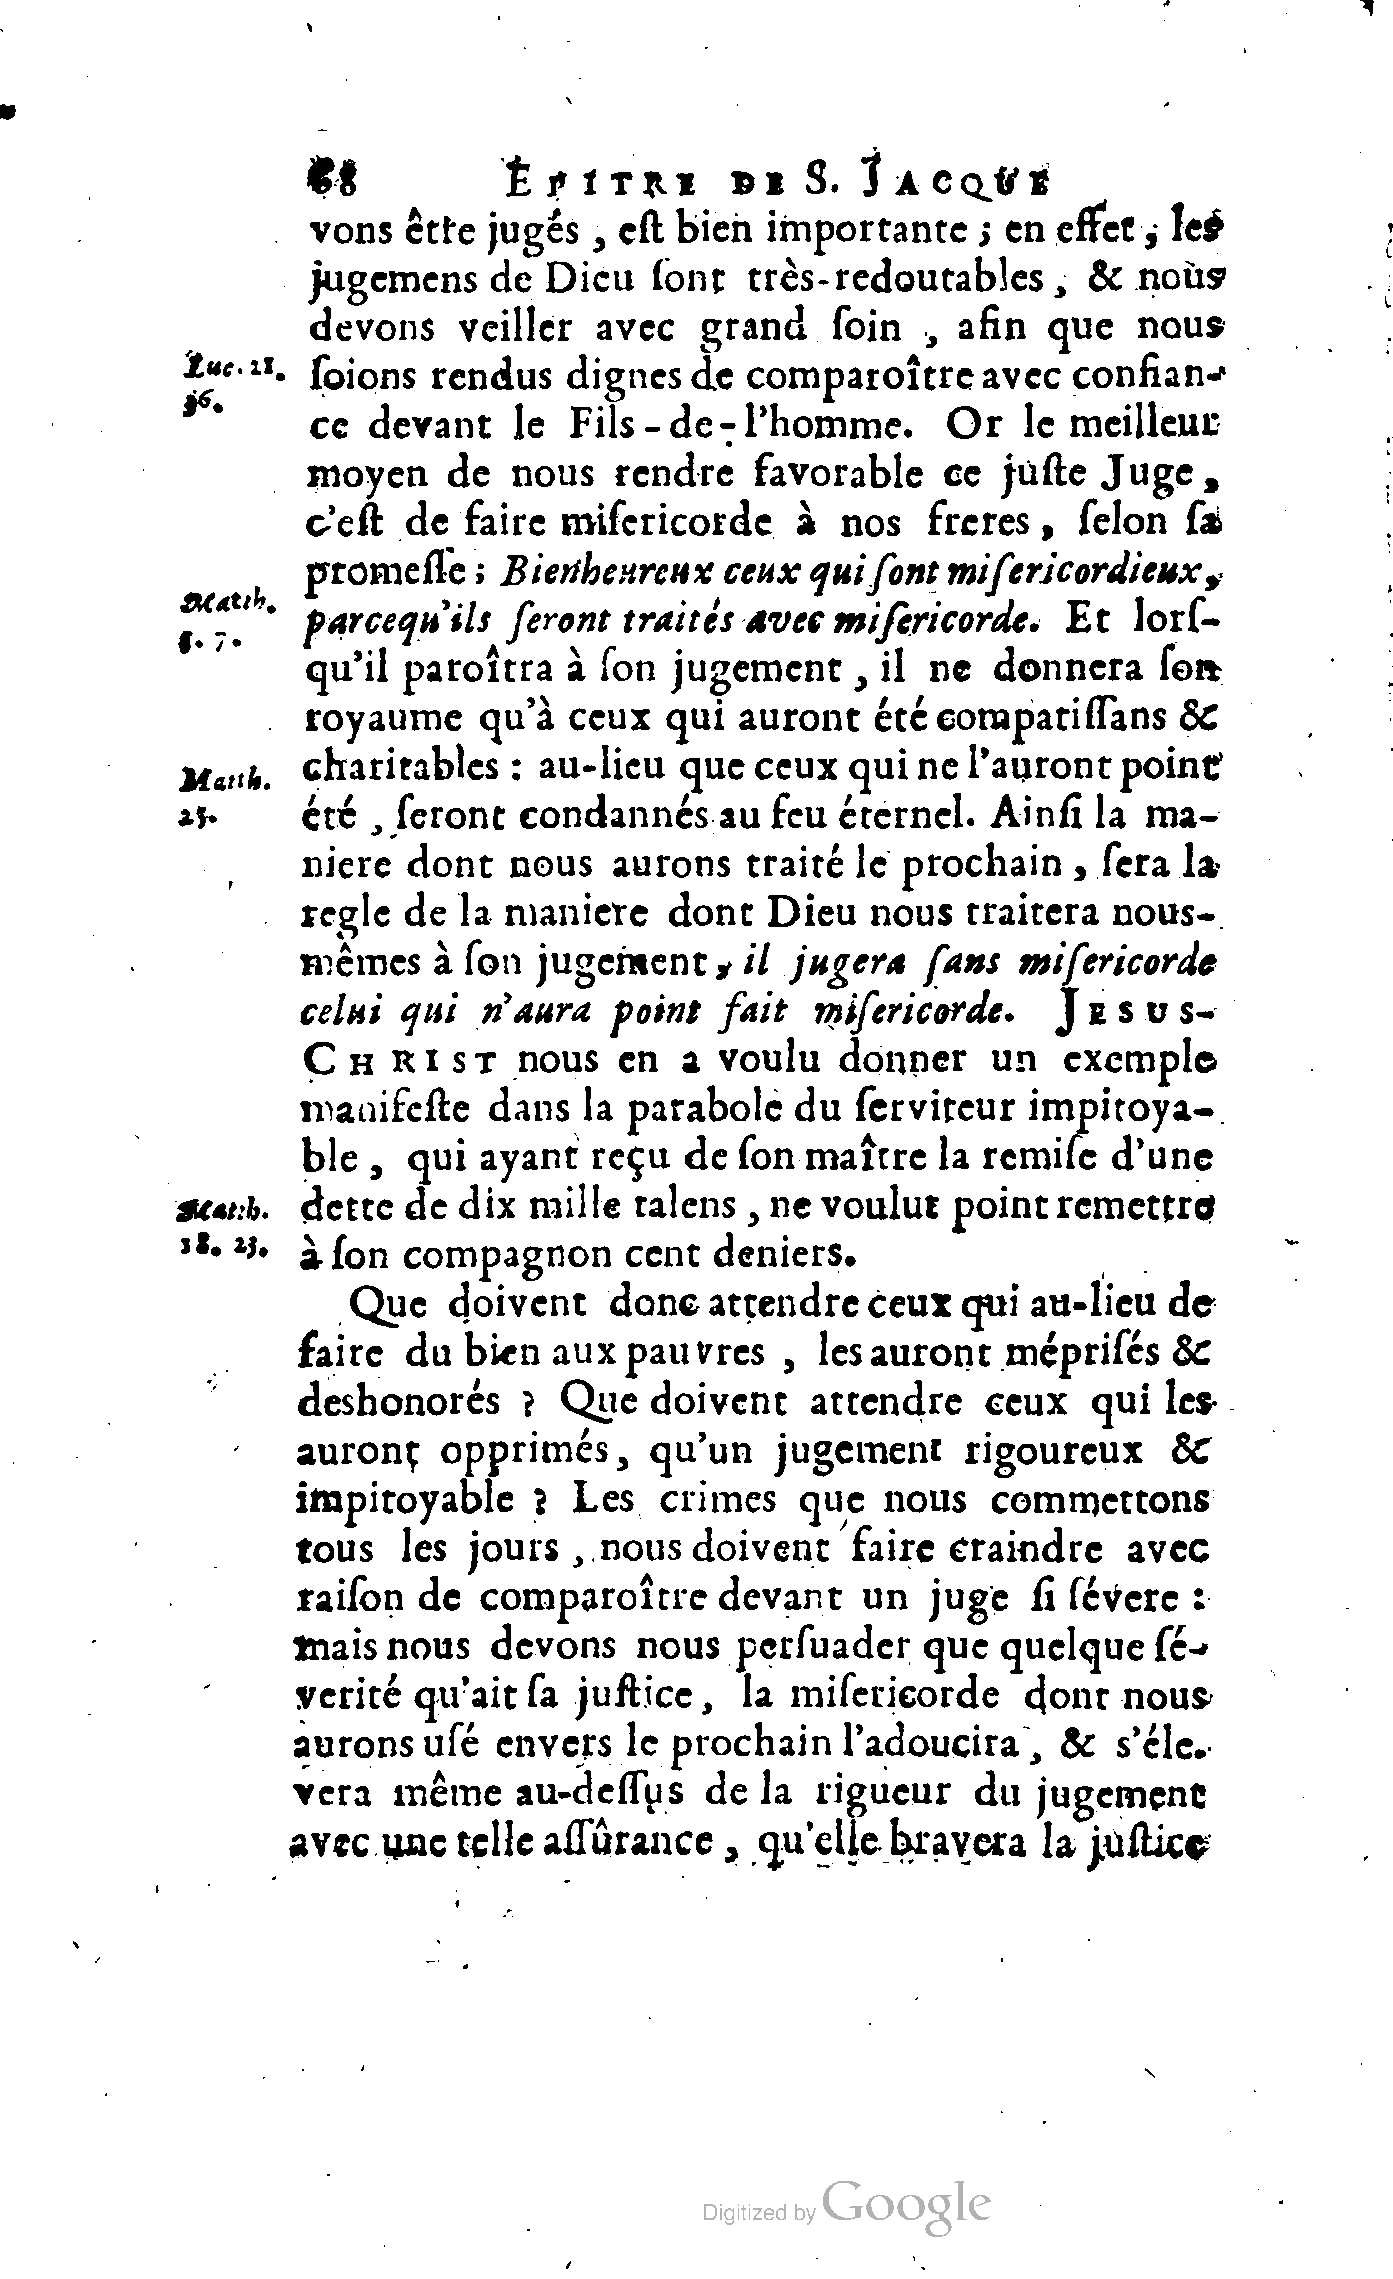 68 EPITRE DE S. JACQUE
vons être jugés, eſt bien importante; en effet, les
jugemens de Dieu ſont très-redoutables, & nous
devons veiller avec grand ſoin, afin que nous
Luc. 21. ſoions rendus dignes de comparoître avec confian-
36. ce devant le Fils-de-l'homme. Or le meilleur
moyen de nous rendre favorable ce juſte Juge,
c'eſt de faire miſericorde à nos freres, ſelon ſa
promeſſe; Bienheureux ceux qui ſont miſericordieux,
Matth. parcequ'ils ſeront traités avec miſericorde. Et lorſ-
5. 7. qu'il paroîtra à ſon jugement, il ne donnera ſon
royaume qu'à ceux qui auront été compatiſſans &
Matth. charitables : au-lieu que ceux qui ne l'auront point
25. été, ſeront condannés au feu éternel. Ainſi la ma-
niere dont nous aurons traité le prochain, ſera la
regle de la maniere dont Dieu nous traitera nous-
mêmes à ſon jugement, il jugera ſans miſericorde
celui qui n'aura point fait miſericorde. JESUS-
CHRIST nous en a voulu donner un exemple
manifeſte dans la parabole du ſerviteur impitoya-
ble, qui ayant reçu de ſon maître la remiſe d'une
Matth. dette de dix mille talens, ne voulut point remettre
18. 23. à ſon compagnon cent deniers.
Que doivent donc attendre ceux qui au-lieu de
faire du bien aux pauvres, les auront mépriſés &
deshonorés ? Que doivent attendre ceux qui les
auront opprimés, qu'un jugement rigoureux &
impitoyable ? Les crimes que nous commettons
tous les jours, nous doivent faire craindre avec
raiſon de comparoître devant un juge ſi ſévere :
mais nous devons nous perſuader que quelque ſé-
verité qu'ait ſa juſtice, la miſericorde dont nous
aurons uſé envers le prochain l'adoucira, & s'éle-
vera même au-deſſus de la rigueur du jugement
avec une telle aſſûrance, qu'elle bravera la juſtice
Digitized by Google